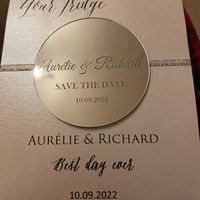 Your Fridge
Aurélie & Richard
SAVE THE DATE
10.09.2022
AURÉLIE & RICHARD
Best day ever
10.09.2022